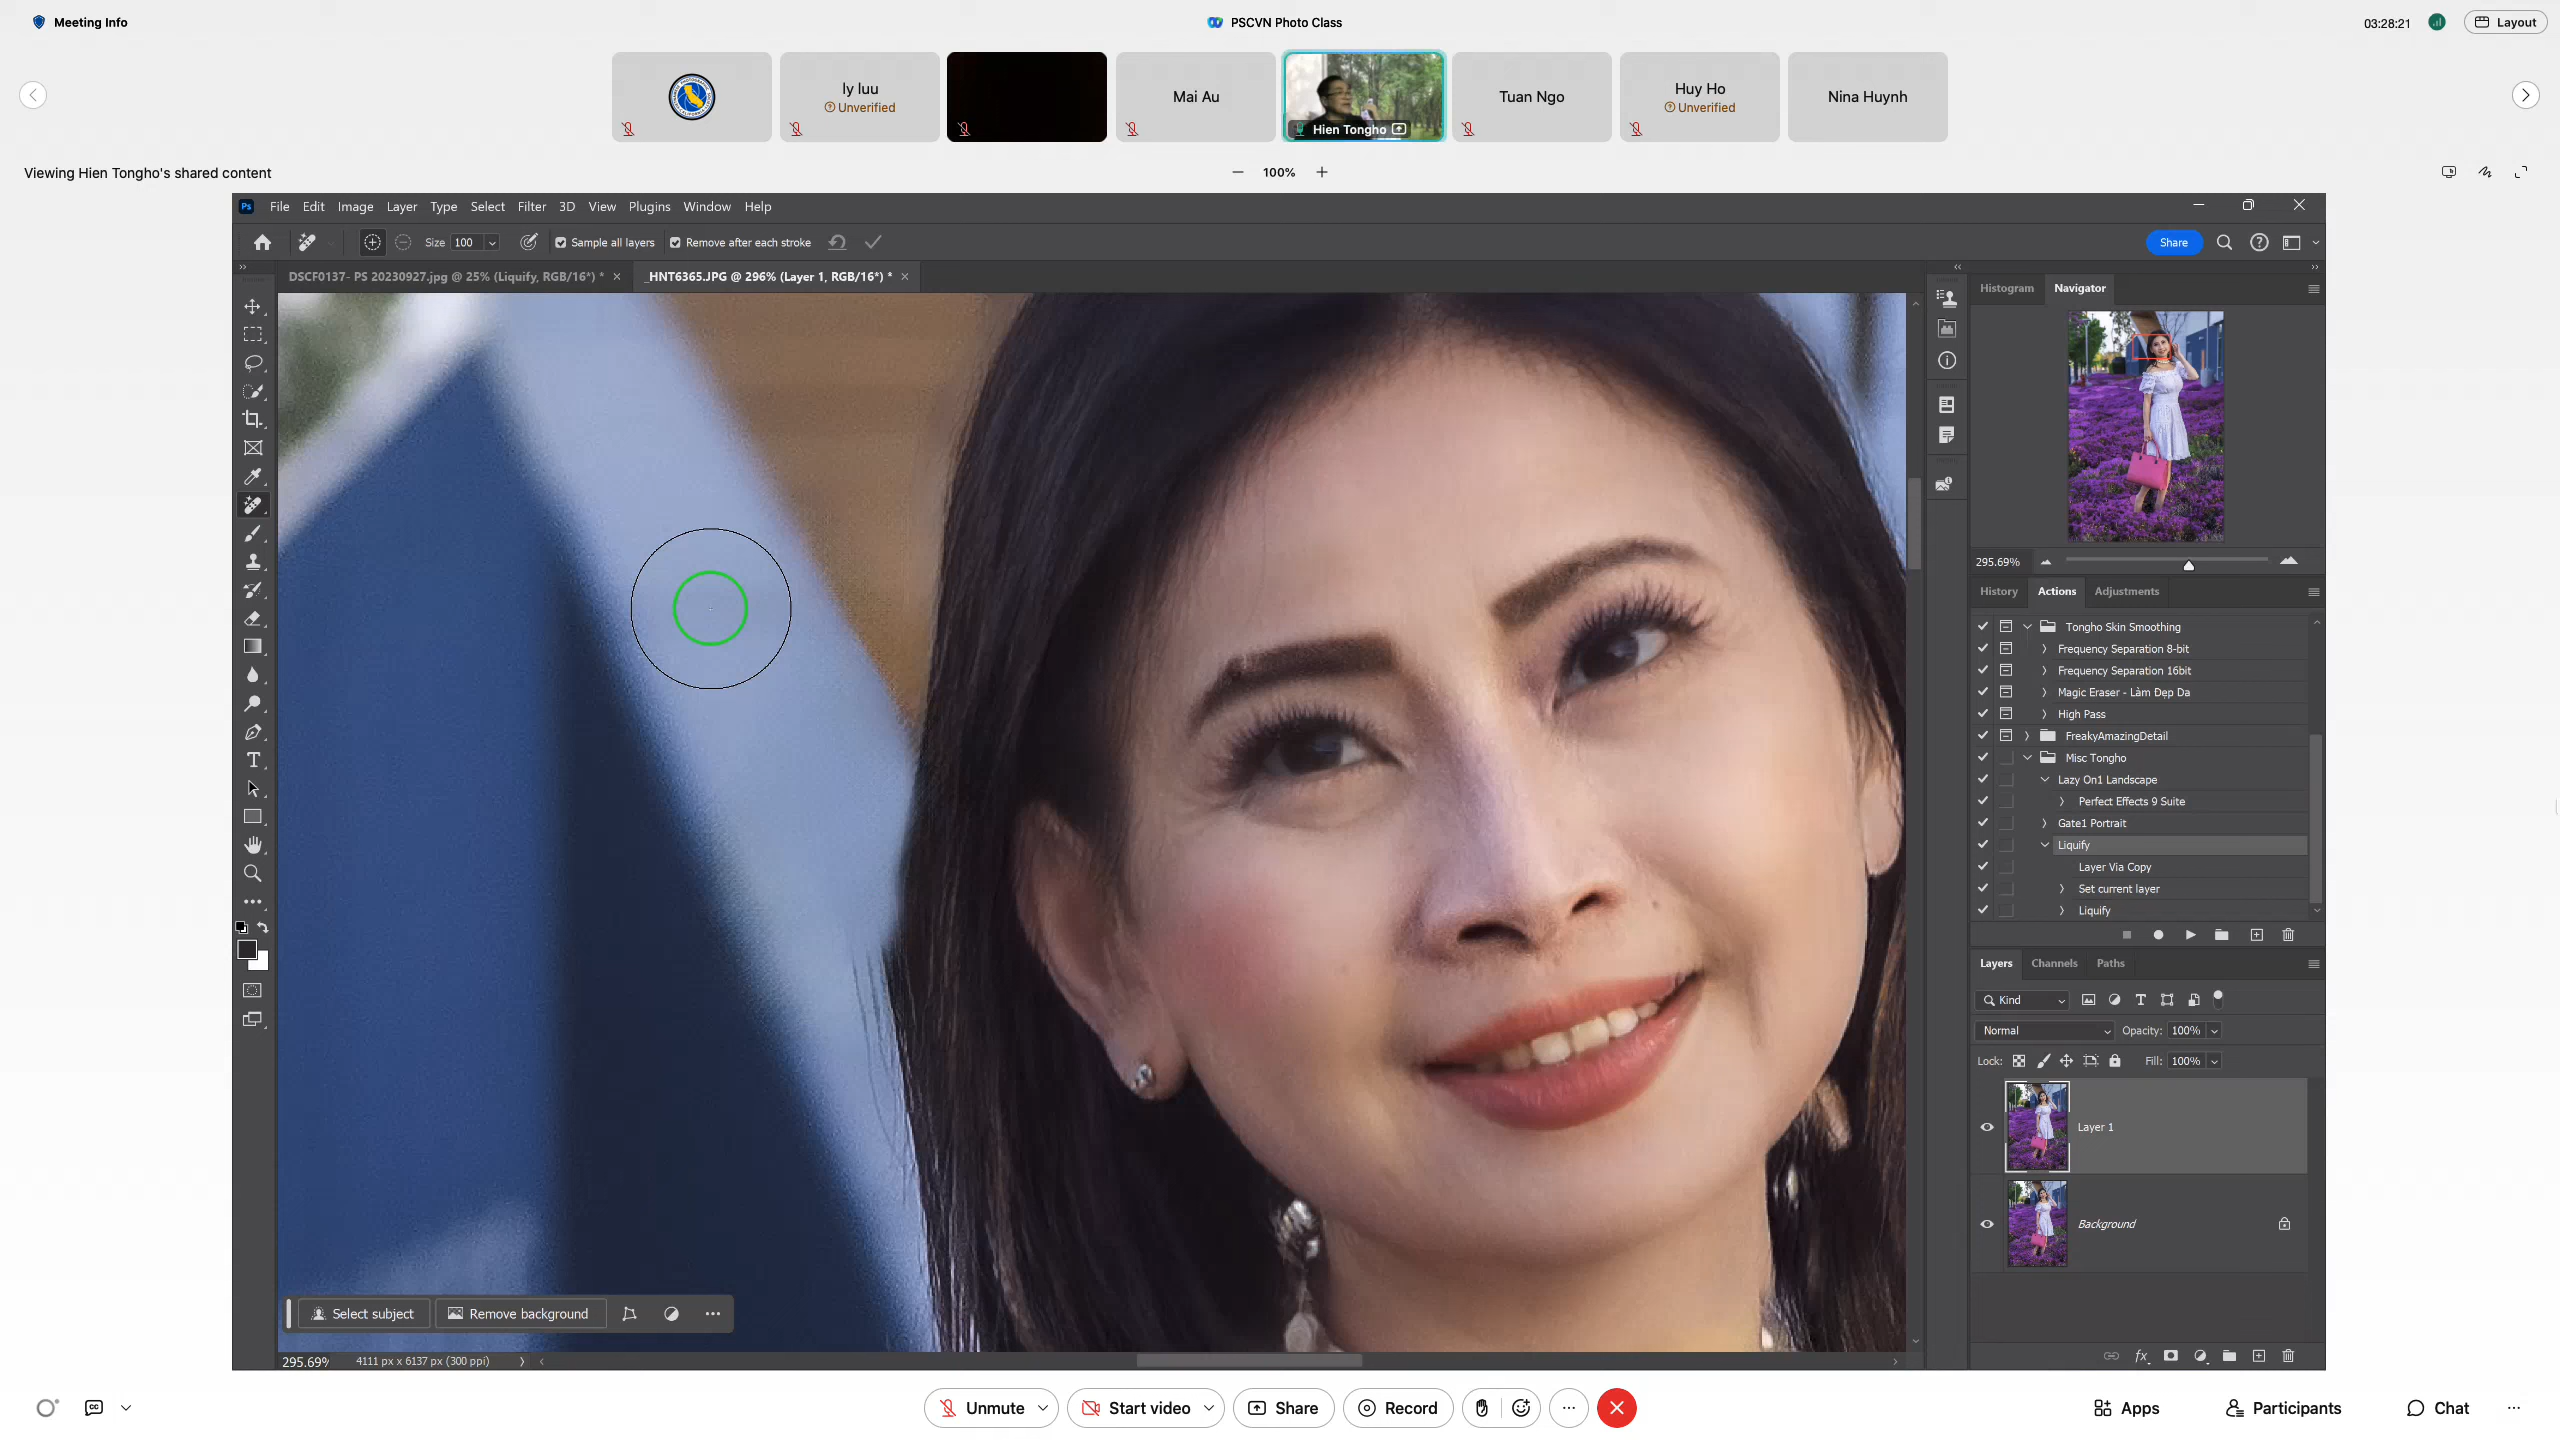 Meeting Info
PSCVN Photo Class
03:28:21
Layout
ly luu
Unverified
Mai Au
Hien Tongho
Tuan Ngo
Huy Ho
Unverified
Nina Huynh
Viewing Hien Tongho's shared content
100%
Ps File Edit Image Layer Type Select Filter 3D View Plugins Window Help
Size 100 Sample all layers Remove after each stroke
Share
DSCF0137- PS 20230927.jpg @ 25% (Liquify, RGB/16*) *
_HNT6365.JPG @ 296% (Layer 1, RGB/16*) *
Histogram Navigator
295.69%
History Actions Adjustments
Tongho Skin Smoothing
Frequency Separation 8-bit
Frequency Separation 16bit
Magic Eraser - Làm Đẹp Da
High Pass
FreakyAmazingDetail
Misc Tongho
Lazy On1 Landscape
Perfect Effects 9 Suite
Gate1 Portrait
Liquify
Layer Via Copy
Set current layer
Liquify
Layers Channels Paths
Kind
Normal Opacity: 100%
Lock: Fill: 100%
Layer 1
Background
Select subject Remove background
295.69% 4111 px x 6137 px (300 ppi)
Unmute Start video Share Record
Apps Participants Chat